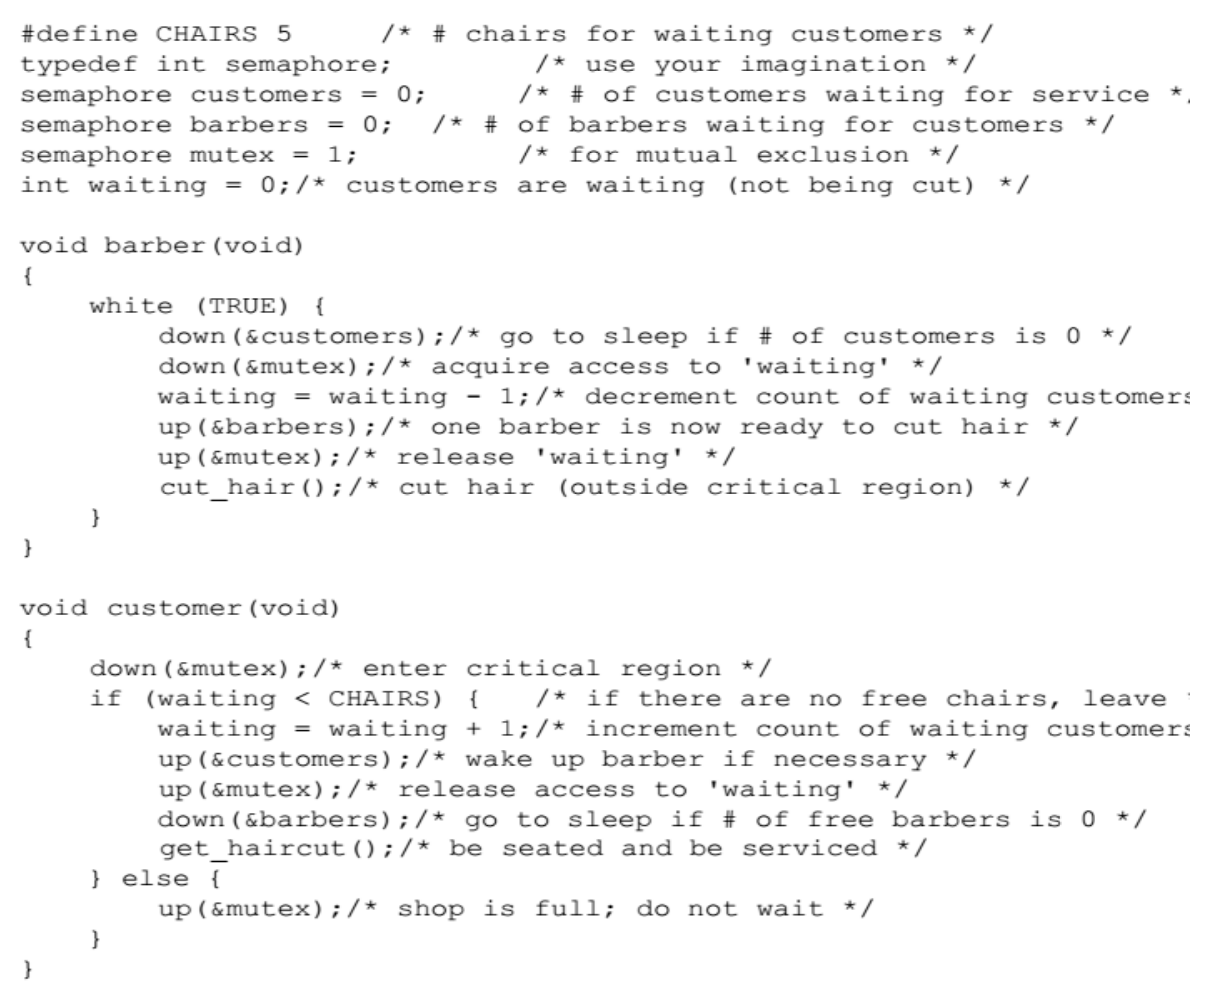 #define CHAIRS 5 /* # chairs for waiting customers */
typedef int semaphore; /* use your imagination */
semaphore customers = 0; /* # of customers waiting for service *
semaphore barbers = 0; /* # of barbers waiting for customers */
semaphore mutex = 1; /* for mutual exclusion */
int waiting = 0;/* customers are waiting (not being cut) */

void barber(void)
{
white (TRUE) {
down(&customers);/* go to sleep if # of customers is 0 */
down(&mutex);/* acquire access to 'waiting' */
waiting = waiting - 1;/* decrement count of waiting customers
up(&barbers);/* one barber is now ready to cut hair */
up(&mutex);/* release 'waiting' */
cut_hair();/* cut hair (outside critical region) */
}
}

void customer(void)
{
down(&mutex);/* enter critical region */
if (waiting < CHAIRS) { /* if there are no free chairs, leave
waiting = waiting + 1;/* increment count of waiting customers
up(&customers);/* wake up barber if necessary */
up(&mutex);/* release access to 'waiting' */
down(&barbers);/* go to sleep if # of free barbers is 0 */
get_haircut();/* be seated and be serviced */
} else {
up(&mutex);/* shop is full; do not wait */
}
}